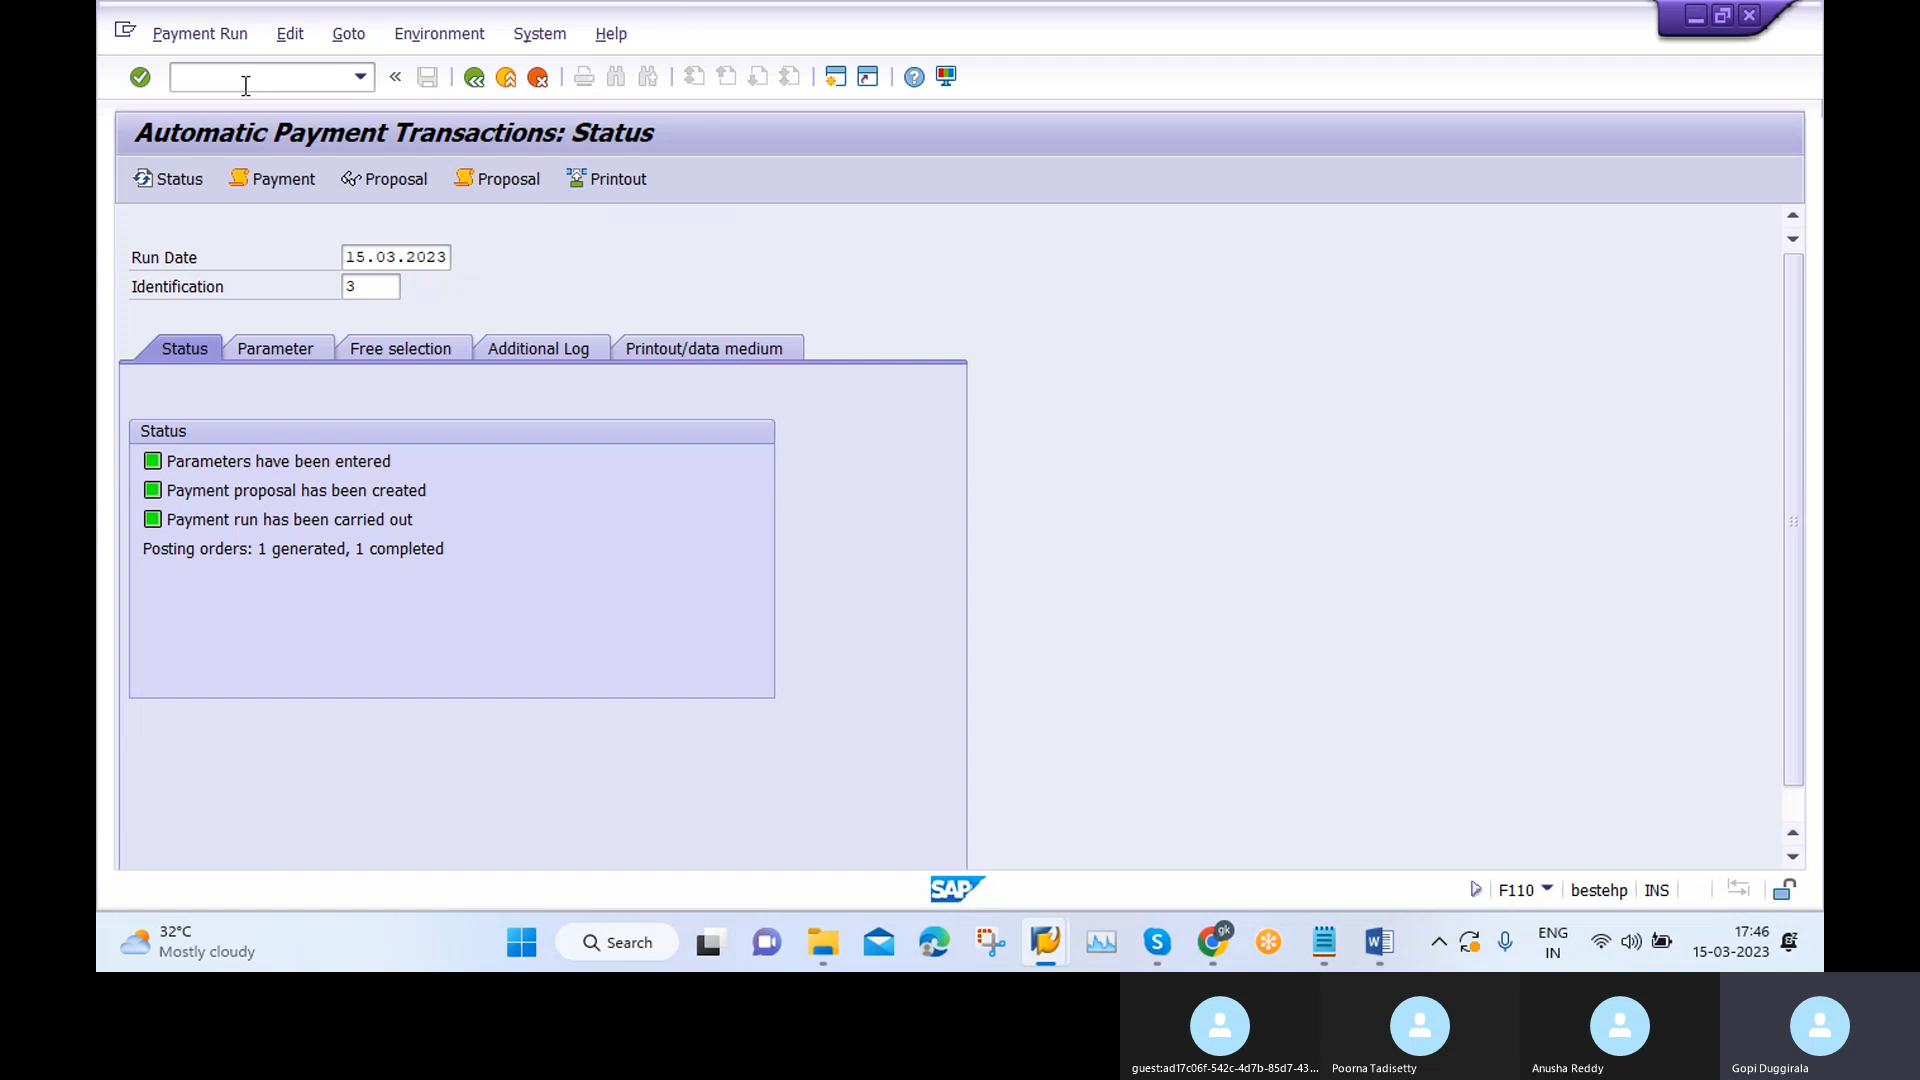 Payment Run Edit Goto Environment System Help
Automatic Payment Transactions: Status
Status Payment Proposal Proposal Printout
Run Date 15.03.2023
Identification 3
Status Parameter Free selection Additional Log Printout/data medium
Status
Parameters have been entered
Payment proposal has been created
Payment run has been carried out
Posting orders: 1 generated, 1 completed
SAP
F110 bestehp INS
32°C
Mostly cloudy
Search
gk
ENG
IN
17:46
15-03-2023
guest:ad17c06f-542c-4d7b-85d7-43... Poorna Tadisetty Anusha Reddy Gopi Duggirala